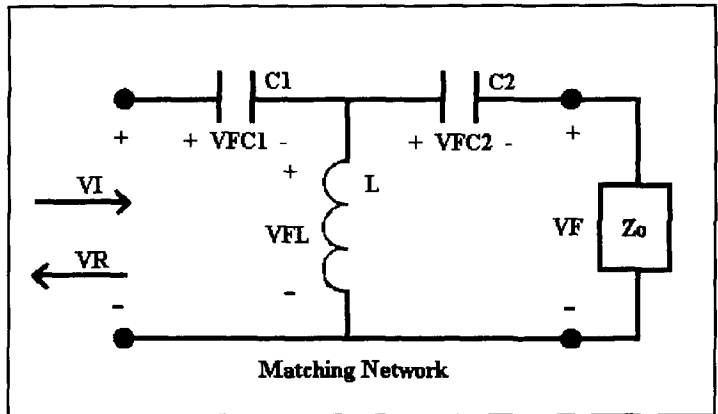 C1
C2
+ + VFC1 - + VFC2 - +
+
VI
L
VFL
VF
Zo
VR
-
-
-
Matching Network